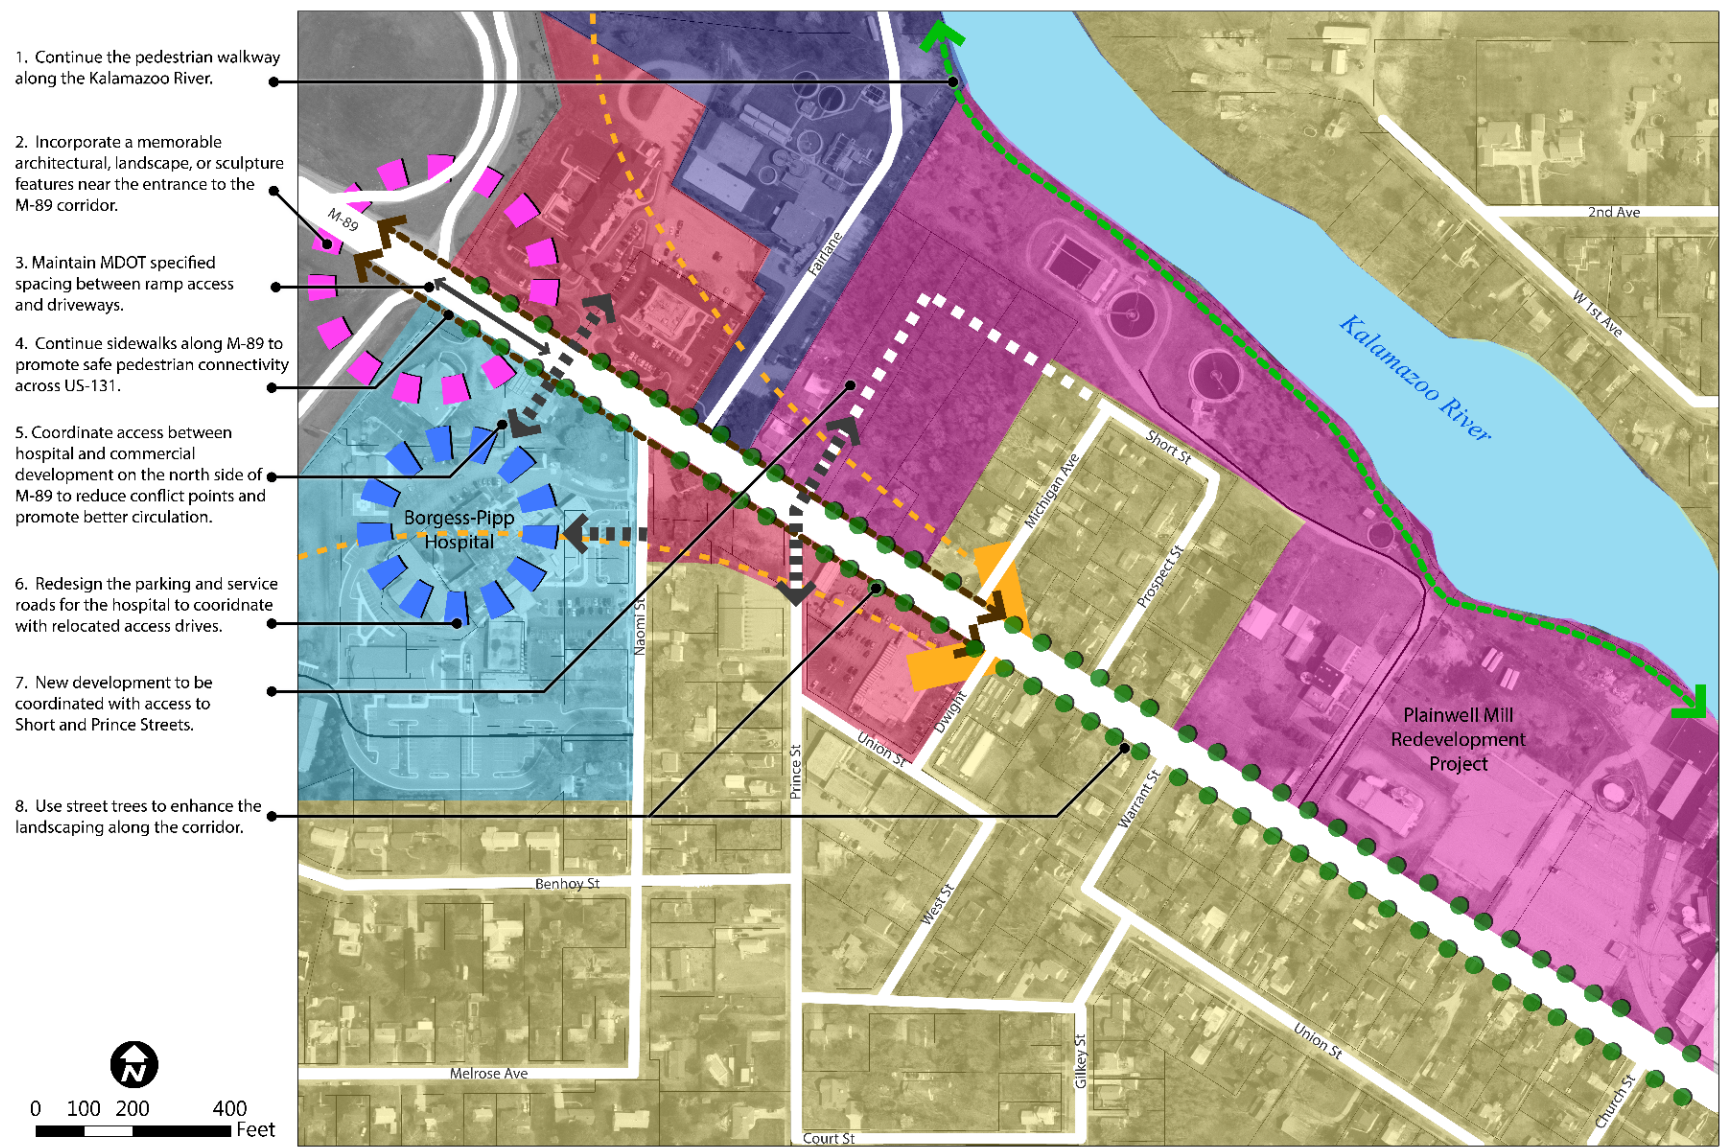 1. Continue the pedestrian walkway
along the Kalamazoo River.
2. Incorporate a memorable
architectural, landscape, or sculpture
features near the entrance to the
M-89 corridor.
3. Maintain MDOT specified
spacing between ramp access
and driveways.
4. Continue sidewalks along M-89 to
promote safe pedestrian connectivity
across US-131.
5. Coordinate access between
hospital and commercial
development on the north side of
M-89 to reduce conflict points and
promote better circulation.
6. Redesign the parking and service
roads for the hospital to cooridnate
with relocated access drives.
7. New development to be
coordinated with access to
Short and Prince Streets.
8. Use street trees to enhance the
landscaping along the corridor.
M-89
Fairlane
2nd Ave
W 1st Ave
Kalamazoo River
Short St
Michigan Ave
Prospect St
Borgess-Pipp
Hospital
Naomi St
Dwight
Union St
Prince St
Warrant St
Plainwell Mill
Redevelopment
Project
Benhoy St
West St
Union St
Gilkey St
Melrose Ave
Church St
Court St
N
0 100 200 400
Feet